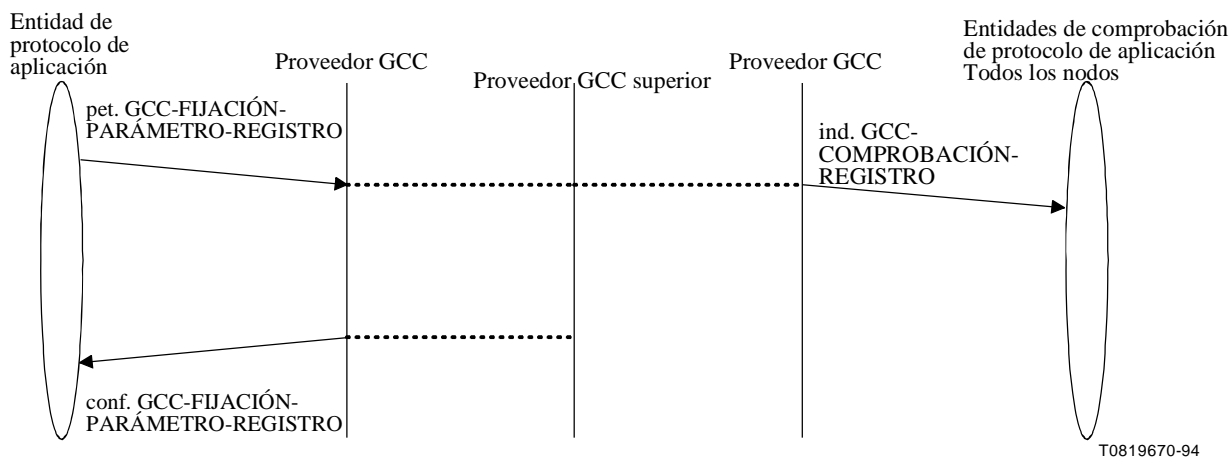 Entidad de
protocolo de
aplicación
Proveedor GCC
Proveedor GCC superior
Proveedor GCC
Entidades de comprobación
de protocolo de aplicación
Todos los nodos
pet. GCC-FIJACIÓN-
PARÁMETRO-REGISTRO
ind. GCC-
COMPROBACIÓN-
REGISTRO
conf. GCC-FIJACIÓN-
PARÁMETRO-REGISTRO
T0819670-94